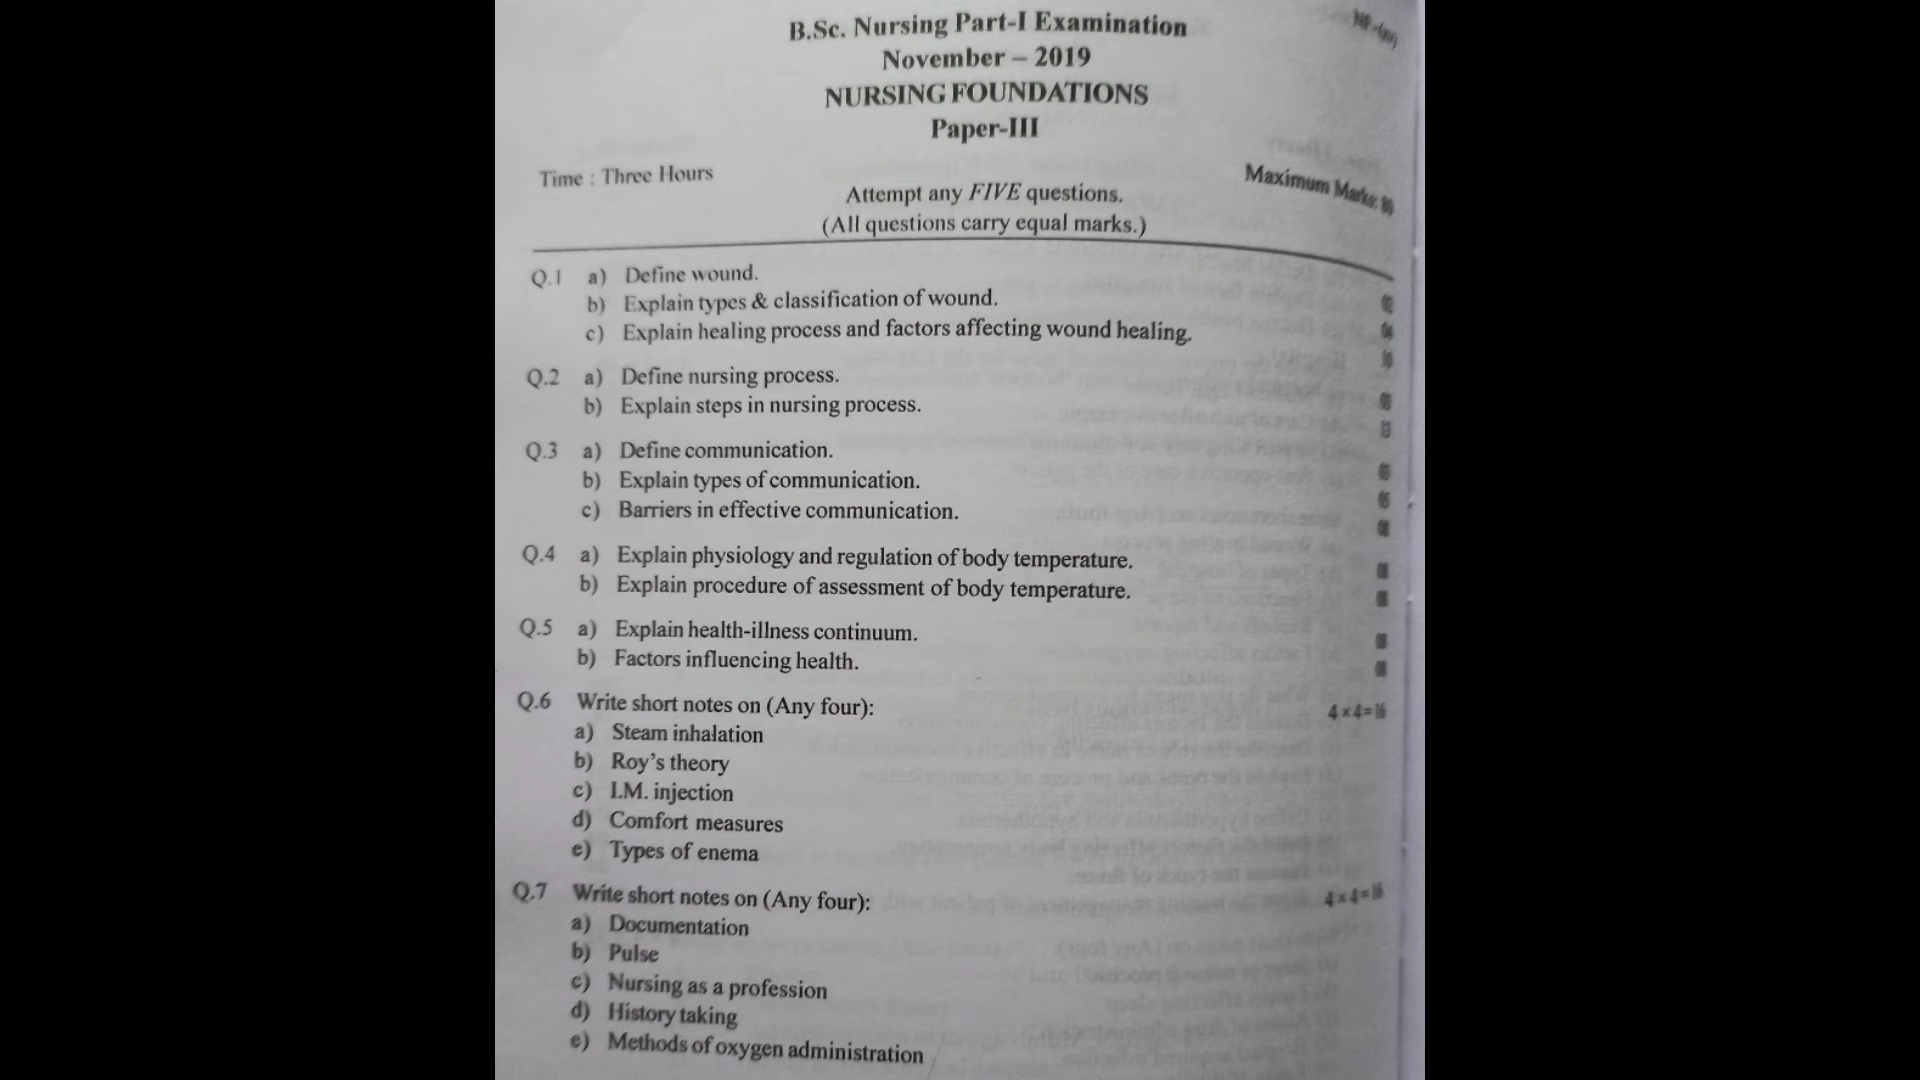 B.Sc. Nursing Part-I Examination
November – 2019
NURSING FOUNDATIONS
Paper-III
Time : Three Hours
Maximum Marks:
Attempt any FIVE questions.
(All questions carry equal marks.)
Q.1 a) Define wound.
b) Explain types & classification of wound.
c) Explain healing process and factors affecting wound healing.
Q.2 a) Define nursing process.
b) Explain steps in nursing process.
Q.3 a) Define communication.
b) Explain types of communication.
c) Barriers in effective communication.
Q.4 a) Explain physiology and regulation of body temperature.
b) Explain procedure of assessment of body temperature.
Q.5 a) Explain health-illness continuum.
b) Factors influencing health.
Q.6 Write short notes on (Any four): 4×4=16
a) Steam inhalation
b) Roy's theory
c) I.M. injection
d) Comfort measures
e) Types of enema
Q.7 Write short notes on (Any four): 4×4=16
a) Documentation
b) Pulse
c) Nursing as a profession
d) History taking
e) Methods of oxygen administration